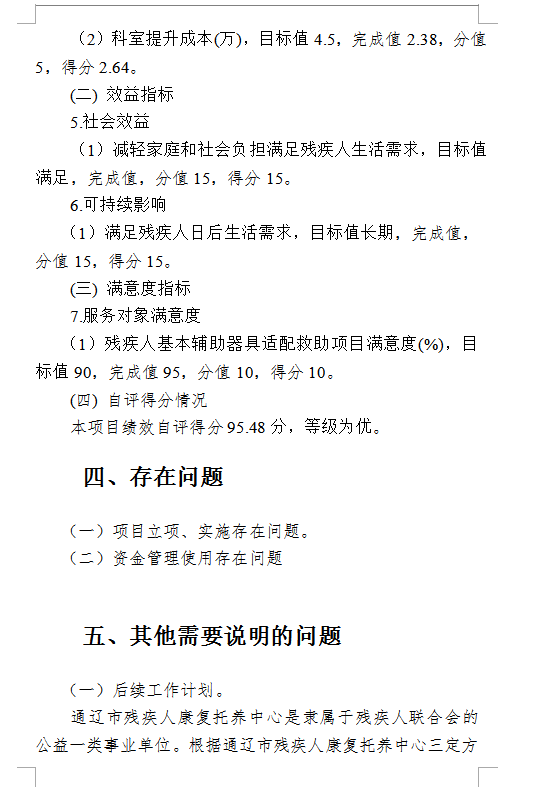 （2）科室提升成本(万)，目标值 4.5，完成值 2.38，分值
5，得分 2.64。
(二) 效益指标
5.社会效益
（1）减轻家庭和社会负担满足残疾人生活需求，目标值
满足，完成值，分值 15，得分 15。
6.可持续影响
（1）满足残疾人日后生活需求，目标值长期，完成值，
分值 15，得分 15。
(三) 满意度指标
7.服务对象满意度
（1）残疾人基本辅助器具适配救助项目满意度(%)，目
标值 90，完成值 95，分值 10，得分 10。
(四) 自评得分情况
本项目绩效自评得分 95.48 分，等级为优。
四、存在问题
（一）项目立项、实施存在问题。
（二）资金管理使用存在问题
五、其他需要说明的问题
（一）后续工作计划。
通辽市残疾人康复托养中心是隶属于残疾人联合会的
公益一类事业单位。根据通辽市残疾人康复托养中心三定方